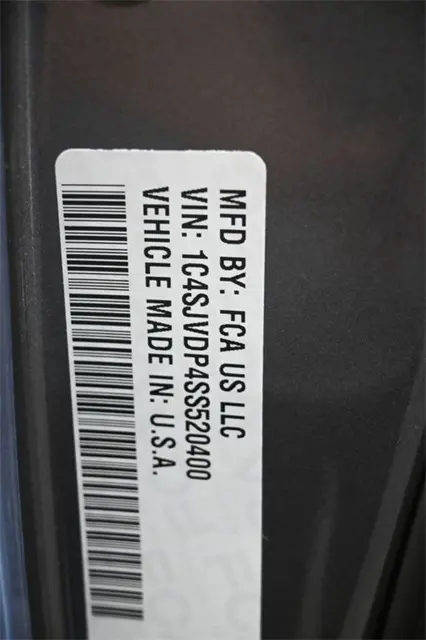 MFD BY: FCA US LLC
VIN: 1C4SJVDP4SS520400
VEHICLE MADE IN: U.S.A.